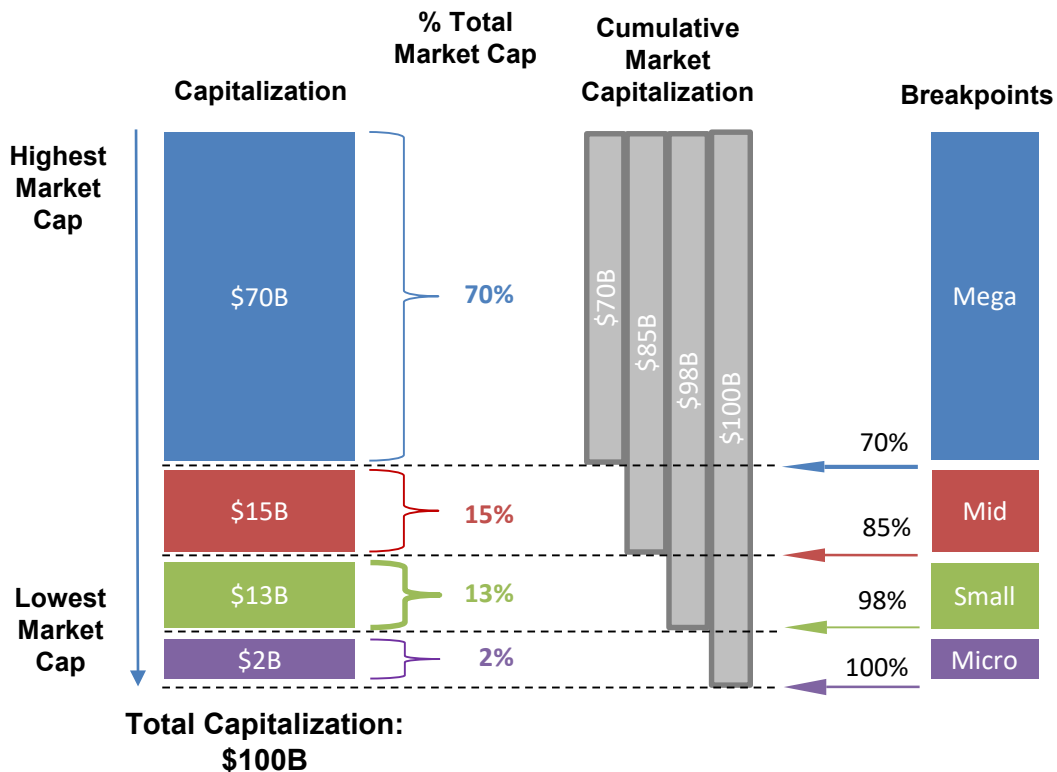 % Total
Market Cap
Cumulative
Market
Capitalization
Capitalization
Breakpoints
Highest
Market
Cap
$70B
70%
$70B
$85B
$98B
$100B
Mega
70%
$15B
15%
85%
Mid
Lowest
Market
Cap
$13B
13%
98%
Small
$2B
2%
100%
Micro
Total Capitalization:
$100B